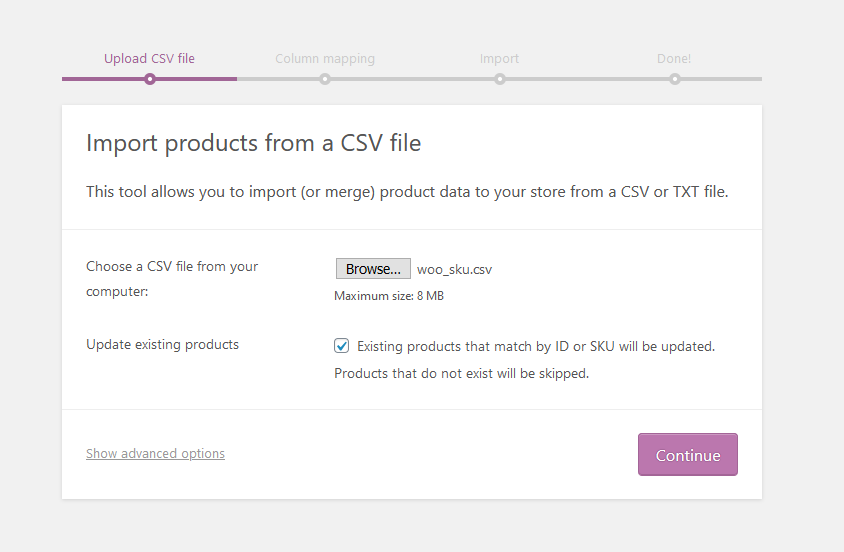 Upload CSV file
Column mapping
Import
Done!
Import products from a CSV file
This tool allows you to import (or merge) product data to your store from a CSV or TXT file.
Choose a CSV file from your
computer:
Browse... woo_sku.csv
Maximum size: 8 MB
Update existing products
Existing products that match by ID or SKU will be updated.
Products that do not exist will be skipped.
Show advanced options
Continue